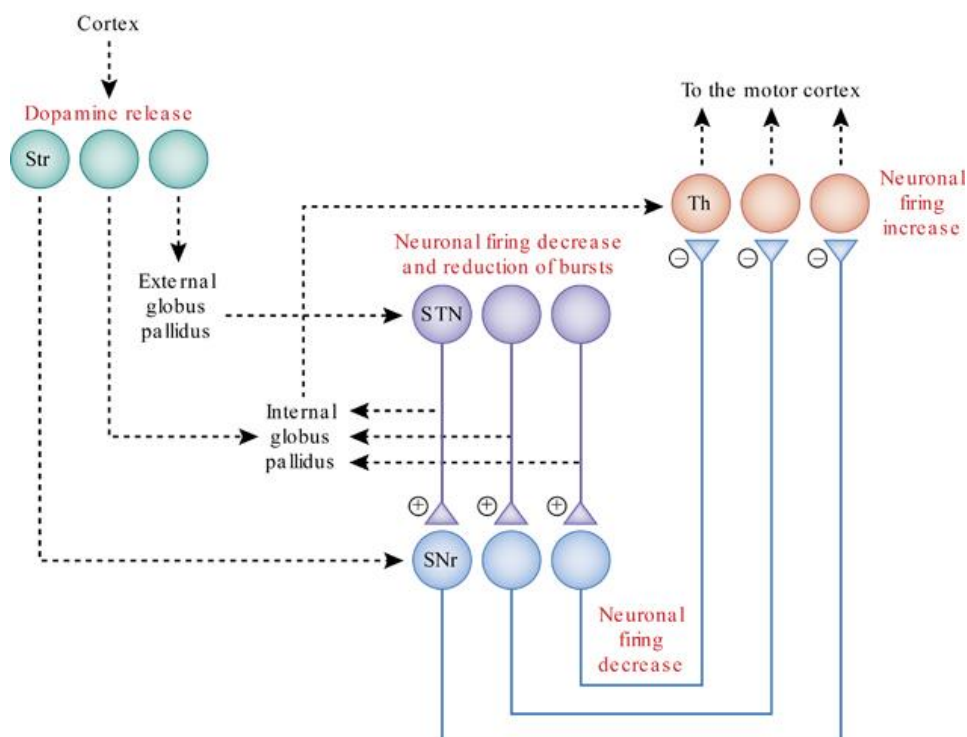 Cortex
Dopamine release
Str
To the motor cortex
Th
Neuronal
firing
increase
−
−
−
Neuronal firing decrease
and reduction of bursts
External
globus
pallidus
STN
Internal
globus
pallidus
+
+
+
SNr
Neuronal
firing
decrease